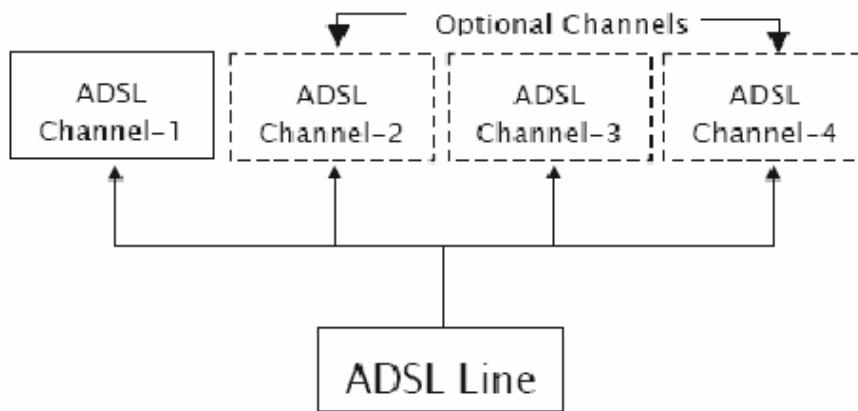 Optional Channels
ADSL
Channel-1
ADSL
Channel-2
ADSL
Channel-3
ADSL
Channel-4
ADSL Line